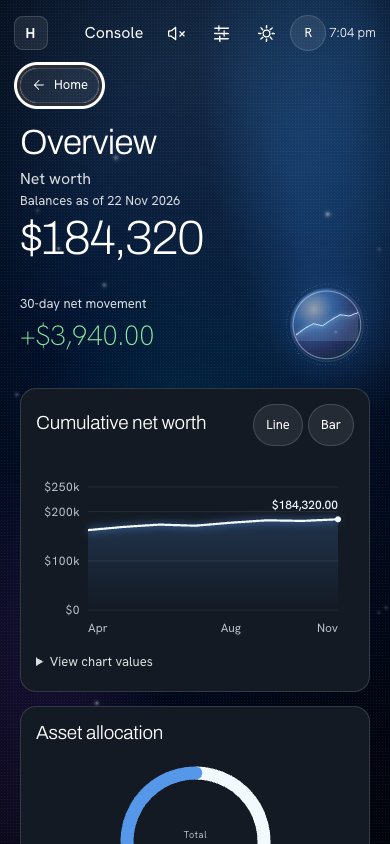 H
Console
R
7:04 pm
Home
Overview
Net worth
Balances as of 22 Nov 2026
$184,320
30-day net movement
+$3,940.00
Cumulative net worth
Line
Bar
$250k
$184,320.00
$200k
$100k
$0
Apr
Aug
Nov
View chart values
Asset allocation
Total